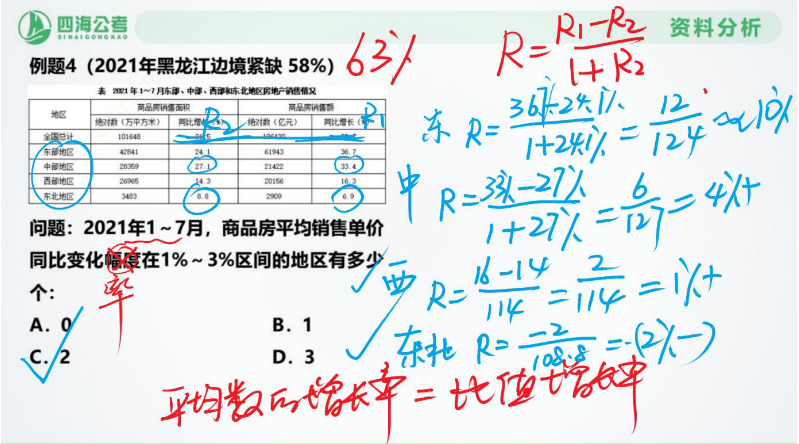 四海公考
SIHAIGONGKAO
资料分析
例题4（2021年黑龙江边境紧缺 58%）
63%
R=(R1-R2)/(1+R2)
表 2021年1～7月东部、中部、西部和东北地区房地产销售情况
地区 商品房销售面积 商品房销售额
绝对数（万平方米） 同比增长 绝对数（亿元） 同比增长（%）
R2 R1
全国总计 101648
东部地区 42841 24.1 61943 36.7
中部地区 28359 27.1 21422 33.4
西部地区 26965 14.3 20156 16.3
东北地区 3483 8.8 2909 6.9
东 R=(36.7-24.1%)/(1+24.1%)=12/124≈10%
中 R=(33%-27%)/(1+27%)=6/127=4%+
西 R=(16-14)/114=2/114=1%+
东北 R=-2/108.8=-(2%-)
问题：2021年1～7月，商品房平均销售单价
同比变化幅度在1%～3%区间的地区有多少
率
个：
A. 0 B. 1
C. 2 D. 3
平均数的增长率=比值增长率